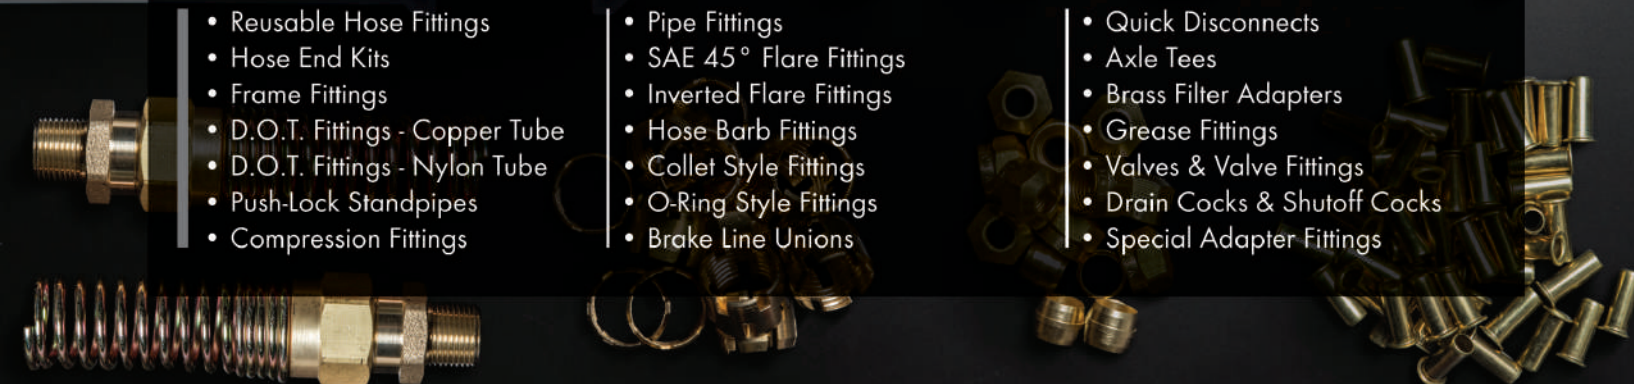 • Reusable Hose Fittings
• Hose End Kits
• Frame Fittings
• D.O.T. Fittings - Copper Tube
• D.O.T. Fittings - Nylon Tube
• Push-Lock Standpipes
• Compression Fittings
• Pipe Fittings
• SAE 45° Flare Fittings
• Inverted Flare Fittings
• Hose Barb Fittings
• Collet Style Fittings
• O-Ring Style Fittings
• Brake Line Unions
• Quick Disconnects
• Axle Tees
• Brass Filter Adapters
• Grease Fittings
• Valves & Valve Fittings
• Drain Cocks & Shutoff Cocks
• Special Adapter Fittings